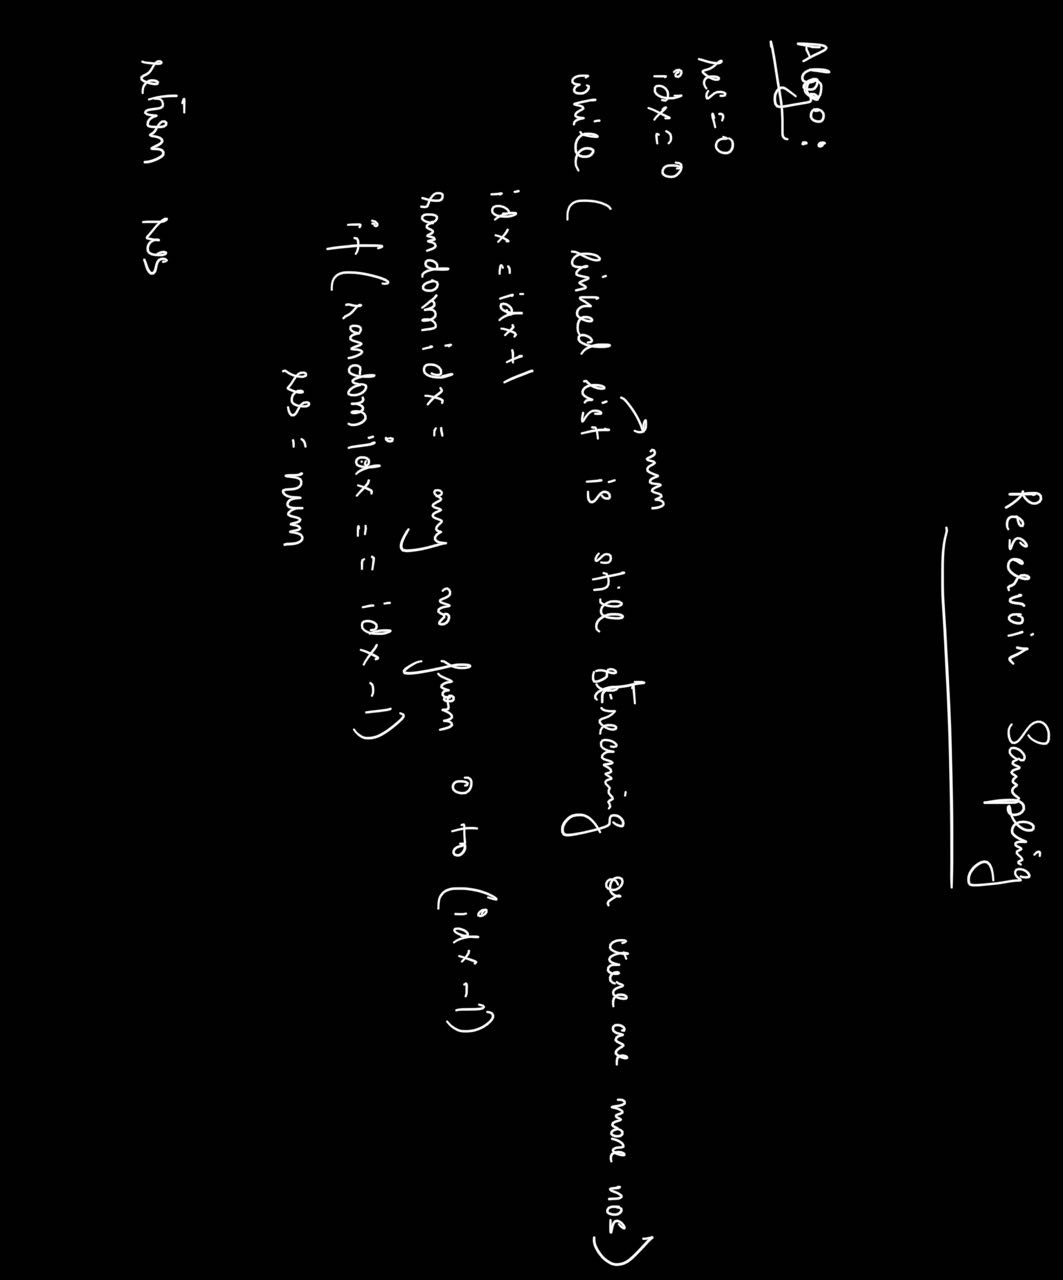 Reservoir Sampling
Alogo:
res = 0
idx = 0
num
while ( linked list is still streaming or there are more nos)
idx = idx + 1
randomidx = any no from 0 to (idx - 1)
if ( randomidx = = idx - 1)
res = num
return res